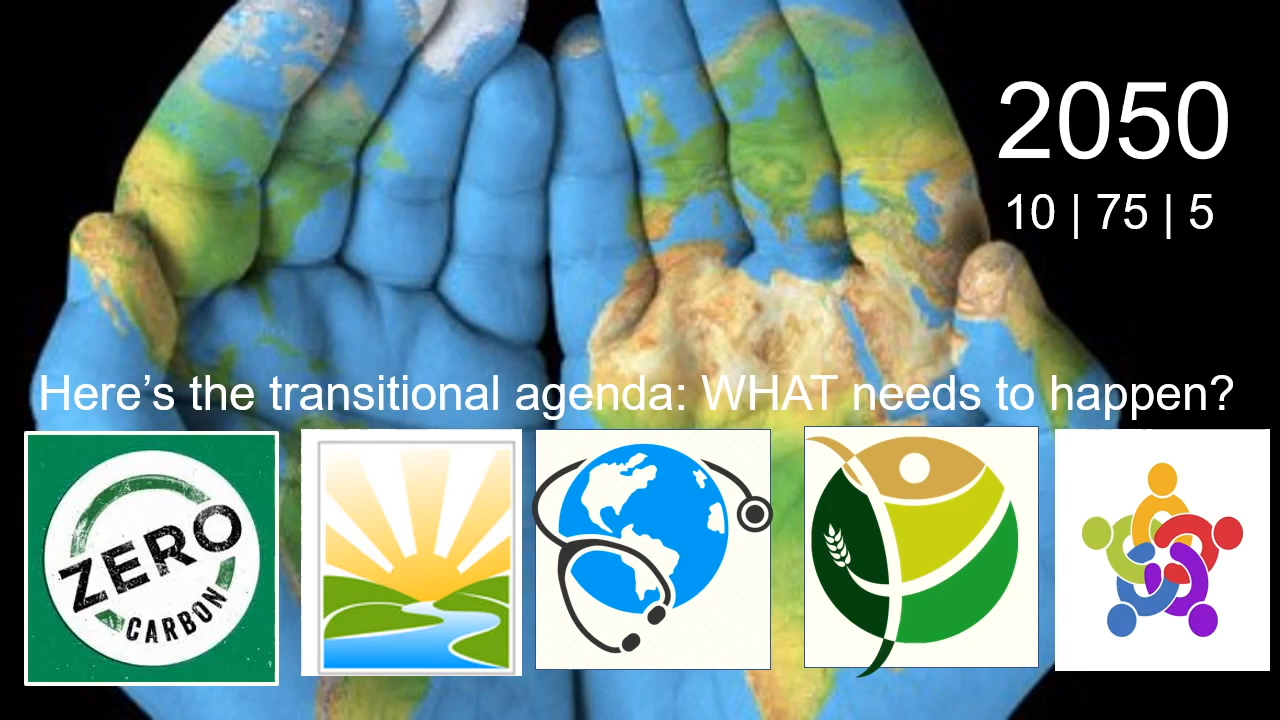 2050
10 | 75 | 5
Here’s the transitional agenda: WHAT needs to happen?
ZERO
CARBON